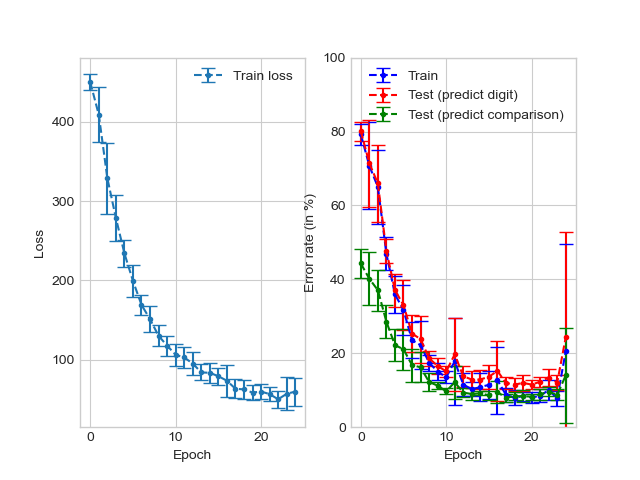 Train loss
400
300
200
100
0
10
20
Loss
Epoch
Train
Test (predict digit)
Test (predict comparison)
100
80
60
40
20
0
0
10
20
Error rate (in %)
Epoch